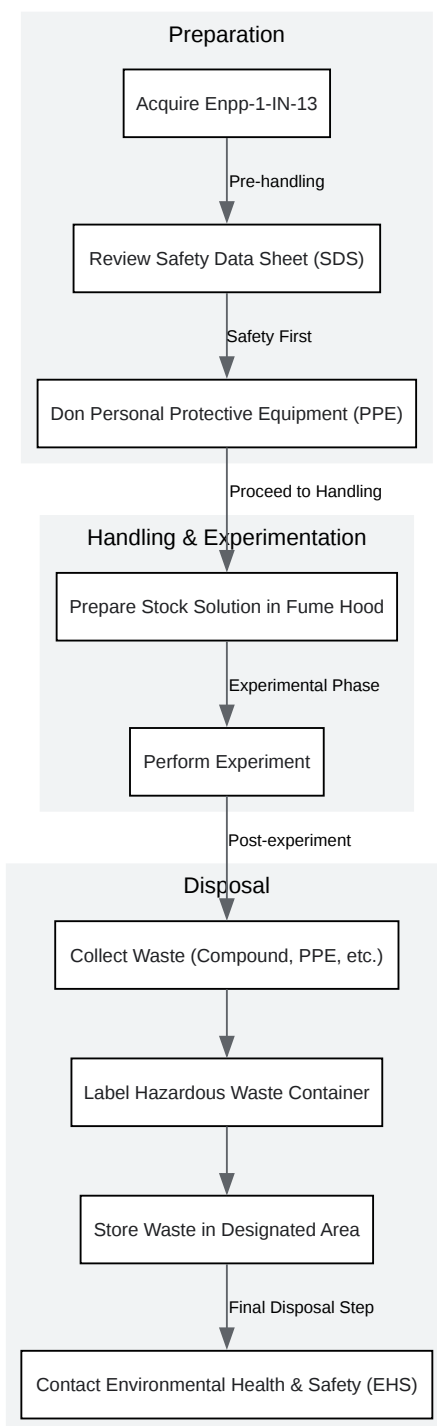 Preparation
Acquire Enpp-1-IN-13
Pre-handling
Review Safety Data Sheet (SDS)
Safety First
Don Personal Protective Equipment (PPE)
Proceed to Handling
Handling & Experimentation
Prepare Stock Solution in Fume Hood
Experimental Phase
Perform Experiment
Post-experiment
Disposal
Collect Waste (Compound, PPE, etc.)
Label Hazardous Waste Container
Store Waste in Designated Area
Final Disposal Step
Contact Environmental Health & Safety (EHS)